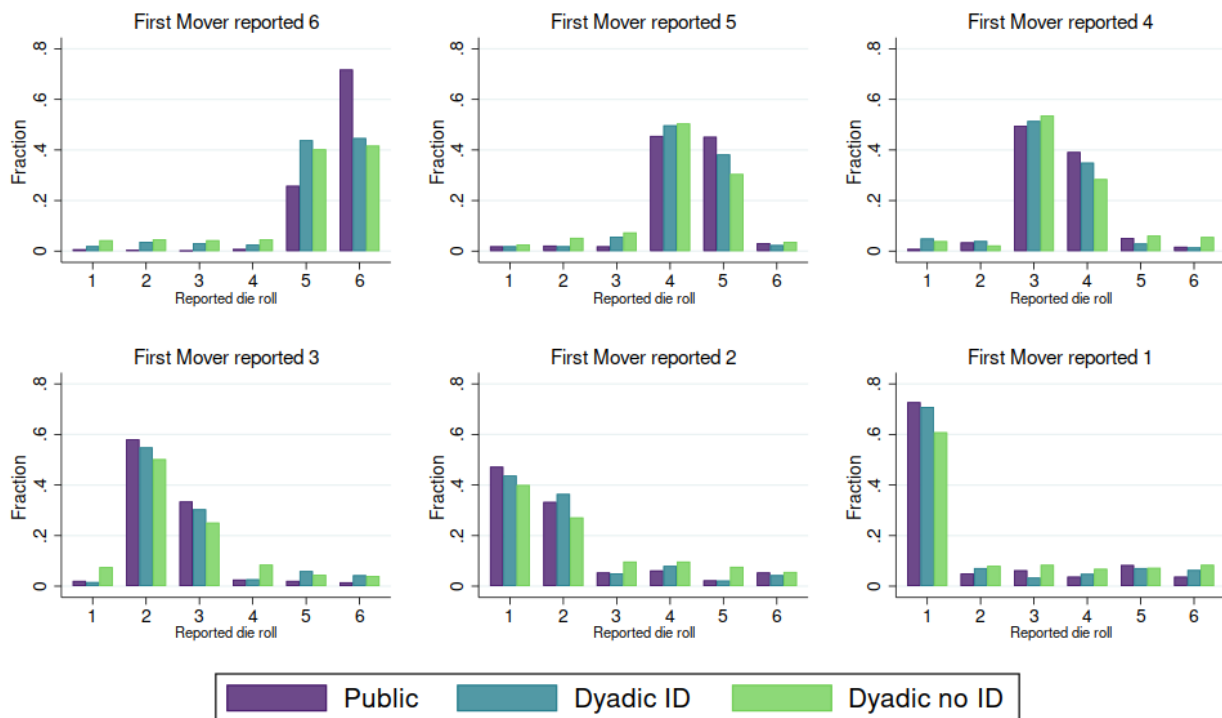 First Mover reported 6
First Mover reported 5
First Mover reported 4
Fraction
0 .2 .4 .6 .8
1 2 3 4 5 6
Reported die roll
Fraction
0 .2 .4 .6 .8
1 2 3 4 5 6
Reported die roll
Fraction
0 .2 .4 .6 .8
1 2 3 4 5 6
Reported die roll
First Mover reported 3
First Mover reported 2
First Mover reported 1
Fraction
0 .2 .4 .6 .8
1 2 3 4 5 6
Reported die roll
Fraction
0 .2 .4 .6 .8
1 2 3 4 5 6
Reported die roll
Fraction
0 .2 .4 .6 .8
1 2 3 4 5 6
Reported die roll
Public Dyadic ID Dyadic no ID